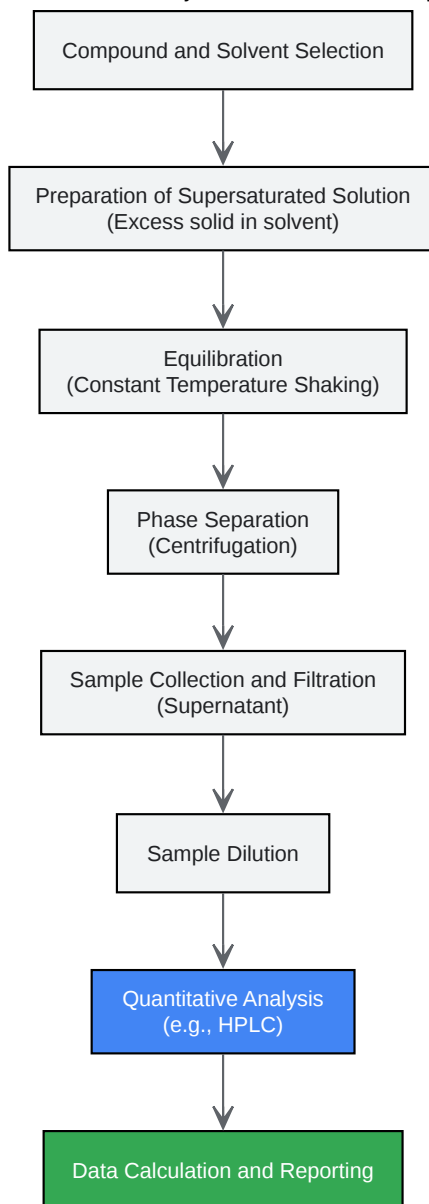 Compound and Solvent Selection
Preparation of Supersaturated Solution
(Excess solid in solvent)
Equilibration
(Constant Temperature Shaking)
Phase Separation
(Centrifugation)
Sample Collection and Filtration
(Supernatant)
Sample Dilution
Quantitative Analysis
(e.g., HPLC)
Data Calculation and Reporting